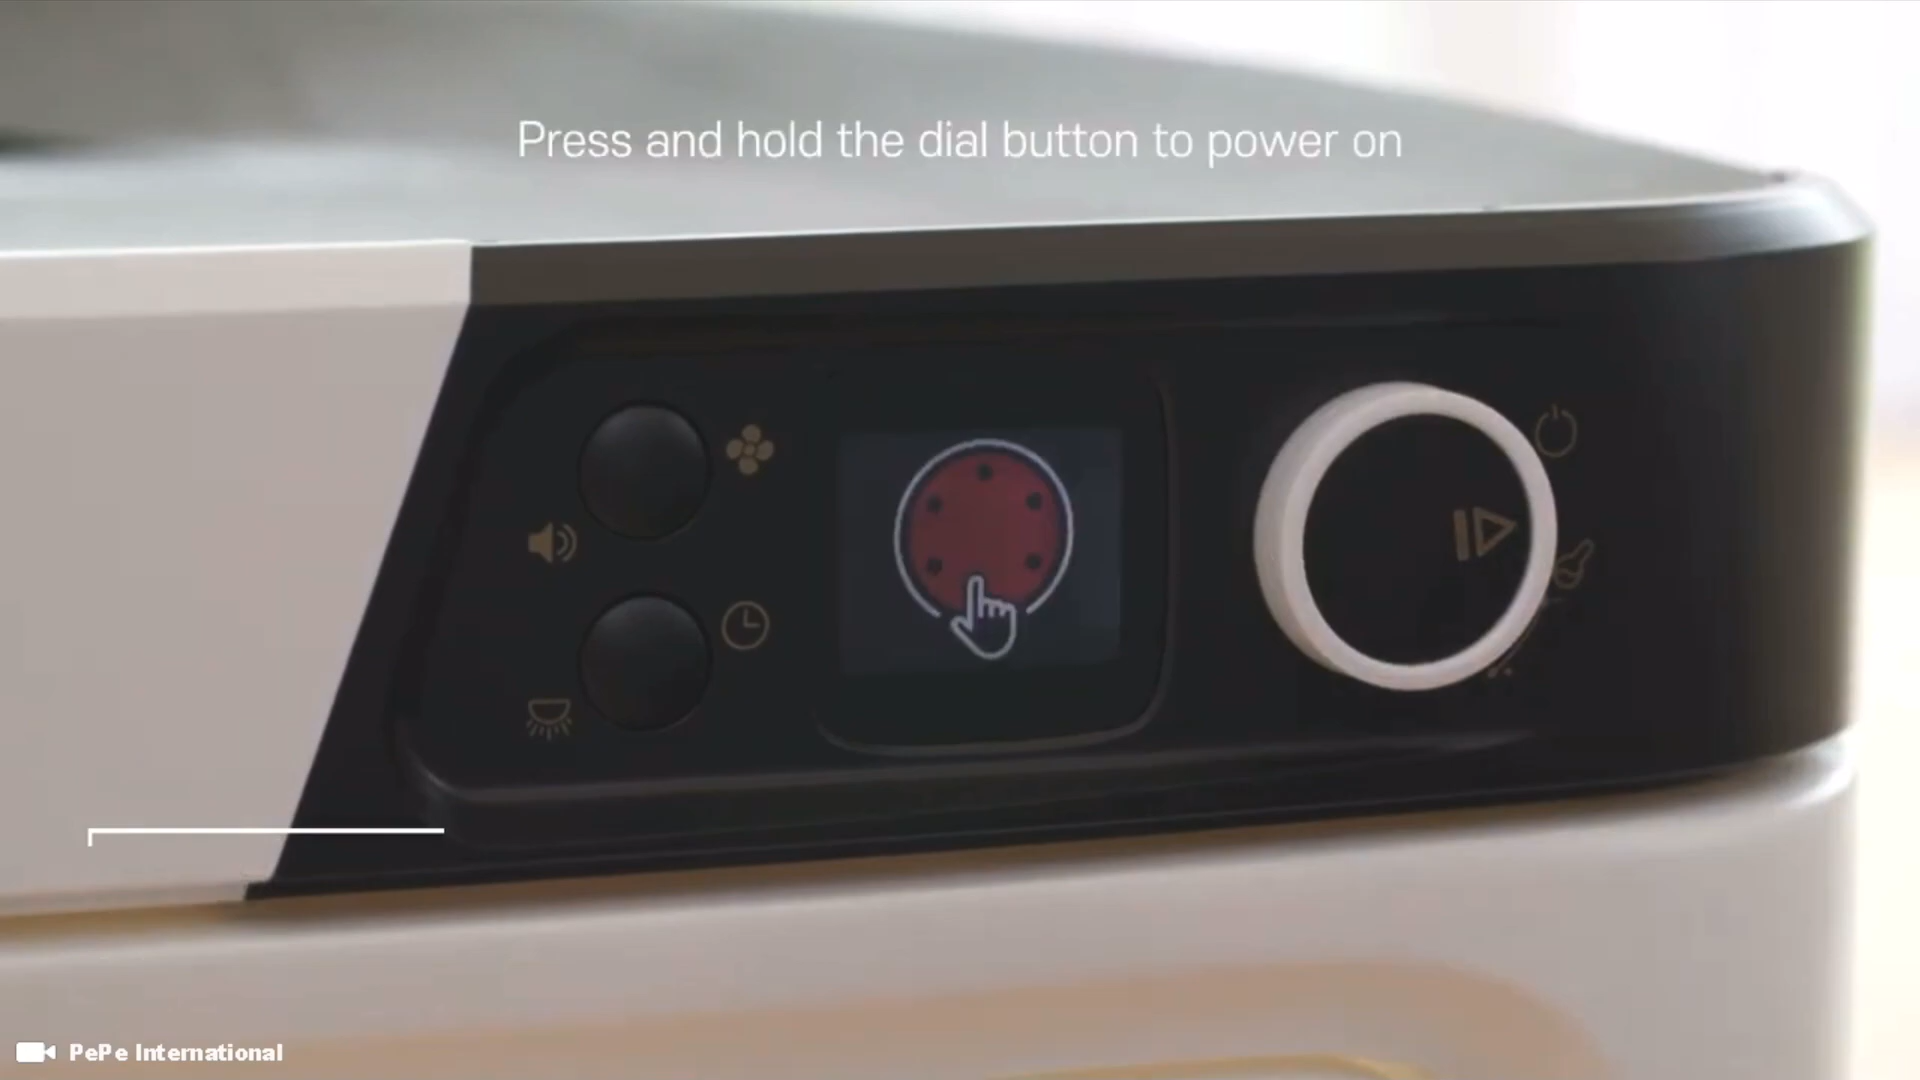 Press and hold the dial button to power on
PePe International